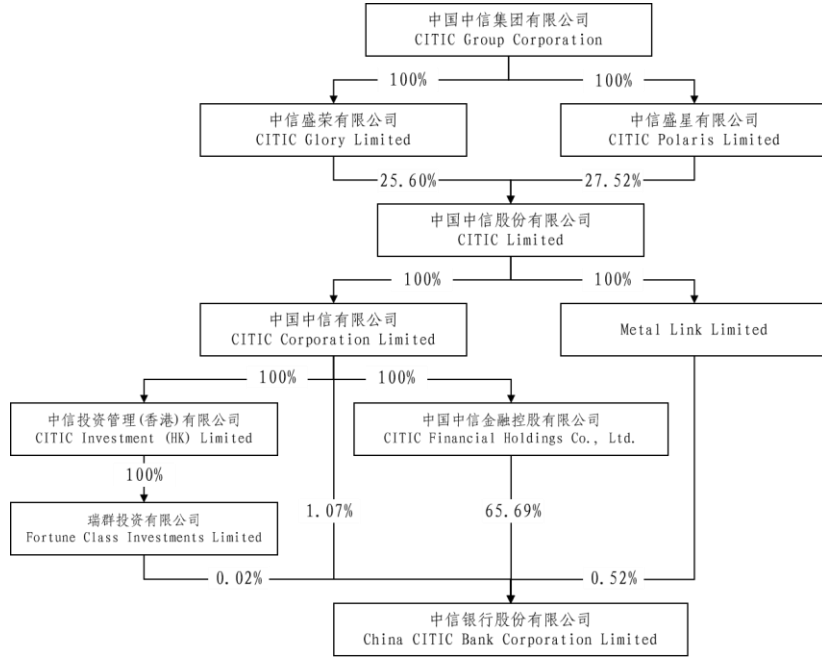 中国中信集团有限公司
CITIC Group Corporation
100%
100%
中信盛荣有限公司
CITIC Glory Limited
中信盛星有限公司
CITIC Polaris Limited
25.60%
27.52%
中国中信股份有限公司
CITIC Limited
100%
100%
中国中信有限公司
CITIC Corporation Limited
Metal Link Limited
100%
100%
中信投资管理(香港)有限公司
CITIC Investment (HK) Limited
中国中信金融控股有限公司
CITIC Financial Holdings Co., Ltd.
100%
瑞群投资有限公司
Fortune Class Investments Limited
1.07%
65.69%
0.02%
0.52%
中信银行股份有限公司
China CITIC Bank Corporation Limited